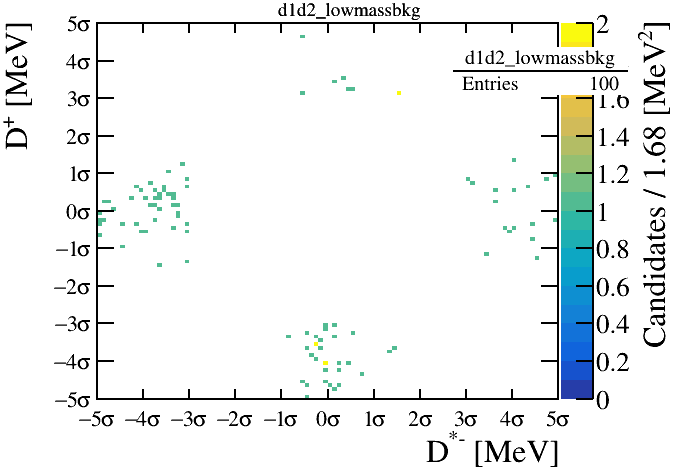 d1d2_lowmassbkg
D⁺ [MeV]
5σ
4σ
3σ
2σ
1σ
0σ
−1σ
−2σ
−3σ
−4σ
−5σ
−5σ −4σ −3σ −2σ −1σ 0σ 1σ 2σ 3σ 4σ 5σ
D*⁻ [MeV]
d1d2_lowmassbkg
Entries 100
2
1.6
1.4
1.2
1
0.8
0.6
0.4
0.2
0
Candidates / 1.68 [MeV²]